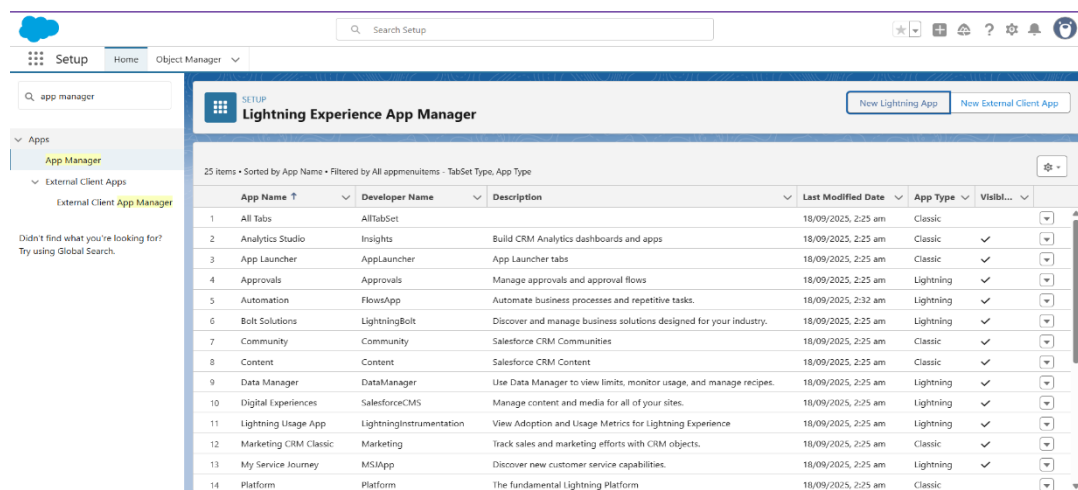 Search Setup
Setup Home Object Manager
app manager
Apps
App Manager
External Client Apps
External Client App Manager
Didn't find what you're looking for?
Try using Global Search.
SETUP
Lightning Experience App Manager
New Lightning App New External Client App
25 items • Sorted by App Name • Filtered by All appmenuitems - TabSet Type, App Type
App Name ↑ Developer Name Description Last Modified Date App Type Visibl...
1 All Tabs AllTabSet 18/09/2025, 2:25 am Classic
2 Analytics Studio Insights Build CRM Analytics dashboards and apps 18/09/2025, 2:25 am Classic
3 App Launcher AppLauncher App Launcher tabs 18/09/2025, 2:25 am Classic
4 Approvals Approvals Manage approvals and approval flows 18/09/2025, 2:25 am Lightning
5 Automation FlowsApp Automate business processes and repetitive tasks. 18/09/2025, 2:32 am Lightning
6 Bolt Solutions LightningBolt Discover and manage business solutions designed for your industry. 18/09/2025, 2:25 am Lightning
7 Community Community Salesforce CRM Communities 18/09/2025, 2:25 am Classic
8 Content Content Salesforce CRM Content 18/09/2025, 2:25 am Classic
9 Data Manager DataManager Use Data Manager to view limits, monitor usage, and manage recipes. 18/09/2025, 2:25 am Lightning
10 Digital Experiences SalesforceCMS Manage content and media for all of your sites. 18/09/2025, 2:25 am Lightning
11 Lightning Usage App LightningInstrumentation View Adoption and Usage Metrics for Lightning Experience 18/09/2025, 2:25 am Lightning
12 Marketing CRM Classic Marketing Track sales and marketing efforts with CRM objects. 18/09/2025, 2:25 am Classic
13 My Service Journey MSJApp Discover new customer service capabilities. 18/09/2025, 2:25 am Lightning
14 Platform Platform The fundamental Lightning Platform 18/09/2025, 2:25 am Classic